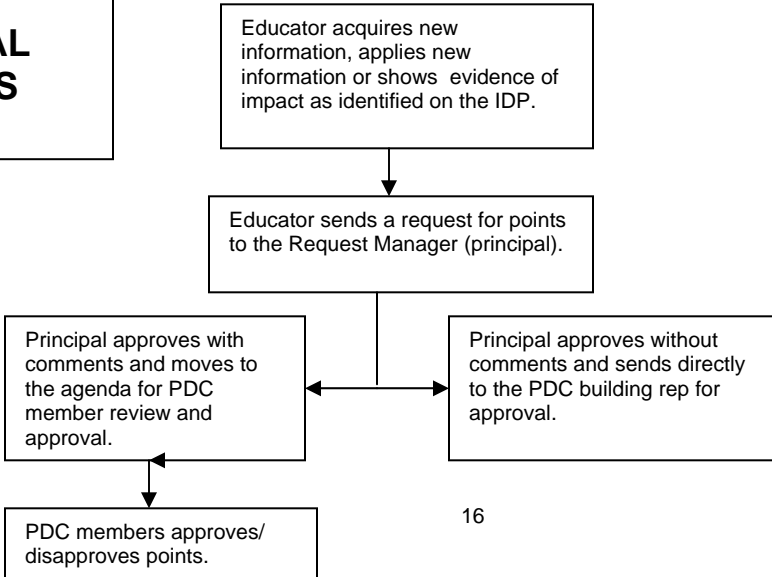 AL
S
Educator acquires new
information, applies new
information or shows evidence of
impact as identified on the IDP.
Educator sends a request for points
to the Request Manager (principal).
Principal approves with
comments and moves to
the agenda for PDC
member review and
approval.
Principal approves without
comments and sends directly
to the PDC building rep for
approval.
PDC members approves/
disapproves points.
16